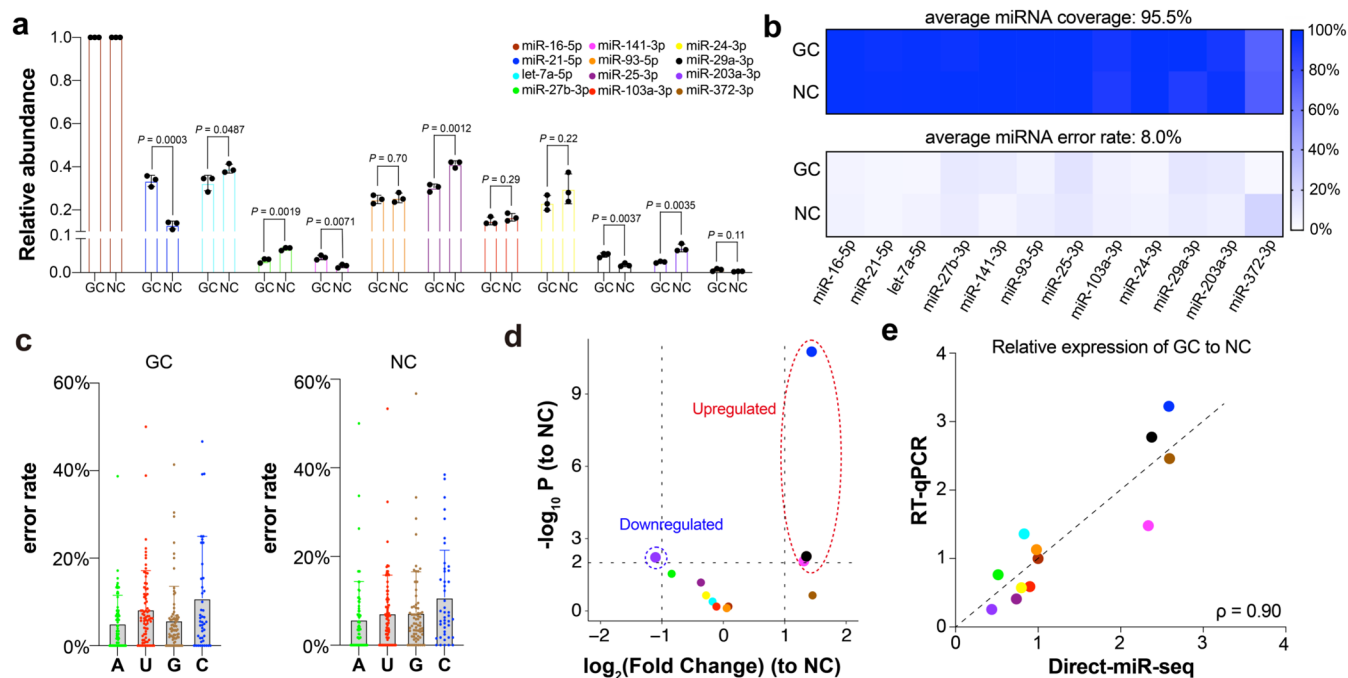 a
Relative abundance
1.0
0.8
0.6
0.4
0.2
0.1
0.0
miR-16-5p
miR-21-5p
let-7a-5p
miR-27b-3p
miR-141-3p
miR-93-5p
miR-25-3p
miR-103a-3p
miR-24-3p
miR-29a-3p
miR-203a-3p
miR-372-3p
P = 0.0003
P = 0.0487
P = 0.0019
P = 0.0071
P = 0.70
P = 0.0012
P = 0.29
P = 0.22
P = 0.0037
P = 0.0035
P = 0.11
GC NC GC NC GC NC GC NC GC NC GC NC GC NC GC NC GC NC GC NC GC NC GC NC
b
average miRNA coverage: 95.5%
GC
NC
average miRNA error rate: 8.0%
GC
NC
100%
80%
60%
40%
20%
0%
miR-16-5p
miR-21-5p
let-7a-5p
miR-27b-3p
miR-141-3p
miR-93-5p
miR-25-3p
miR-103a-3p
miR-24-3p
miR-29a-3p
miR-203a-3p
miR-372-3p
c
GC
error rate
60%
40%
20%
0%
A U G C
NC
error rate
60%
40%
20%
0%
A U G C
d
-log10 P (to NC)
9
6
3
2
0
Upregulated
Downregulated
−2 −1 0 1 2
log2(Fold Change) (to NC)
e
Relative expression of GC to NC
RT-qPCR
4
3
2
1
0
ρ = 0.90
0 1 2 3 4
Direct-miR-seq